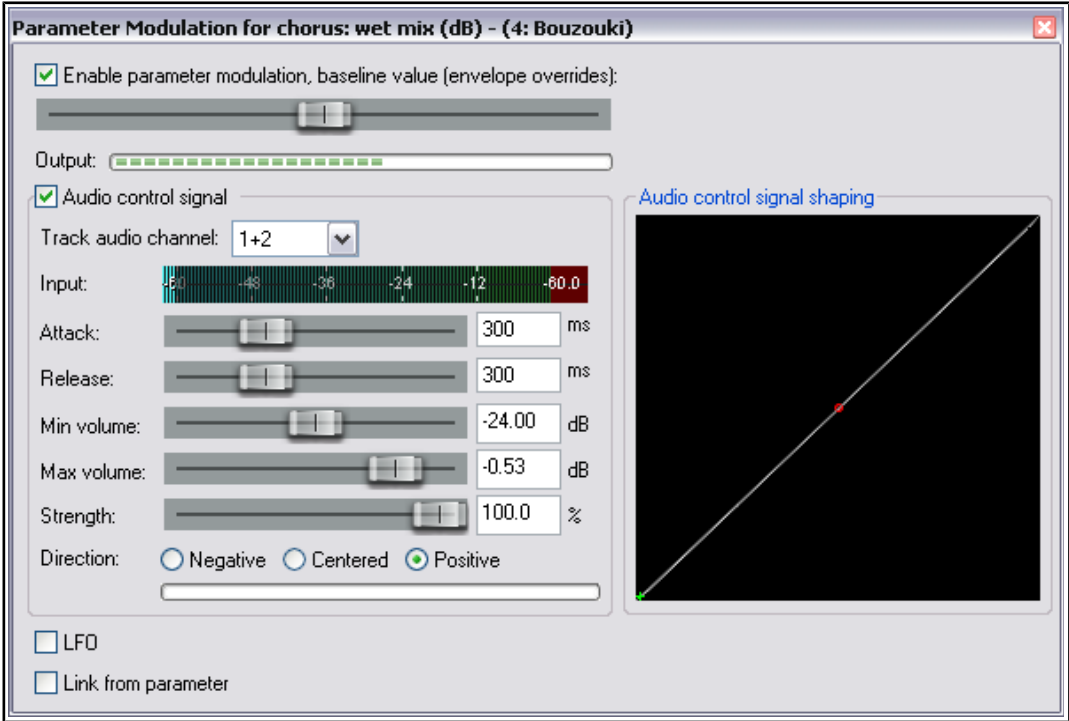 Parameter Modulation for chorus: wet mix (dB) - (4: Bouzouki)
Enable parameter modulation, baseline value (envelope overrides):
Output:
Audio control signal
Audio control signal shaping
Track audio channel: 1+2
Input: -60 -48 -36 -24 -12 -60.0
Attack: 300 ms
Release: 300 ms
Min volume: -24.00 dB
Max volume: -0.53 dB
Strength: 100.0 %
Direction: Negative Centered Positive
LFO
Link from parameter